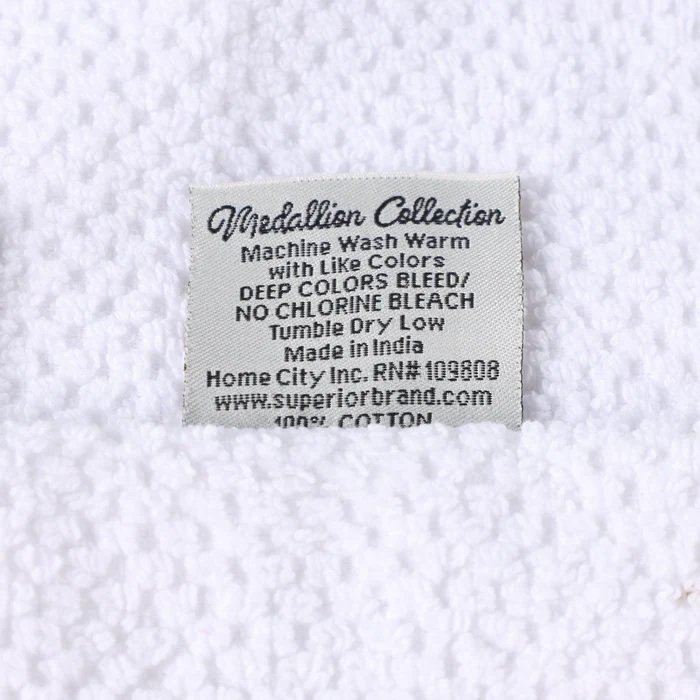 Medallion Collection
Machine Wash Warm
with Like Colors
DEEP COLORS BLEED/
NO CHLORINE BLEACH
Tumble Dry Low
Made in India
Home City Inc. RN# 109808
www.superiorbrand.com
100% COTTON